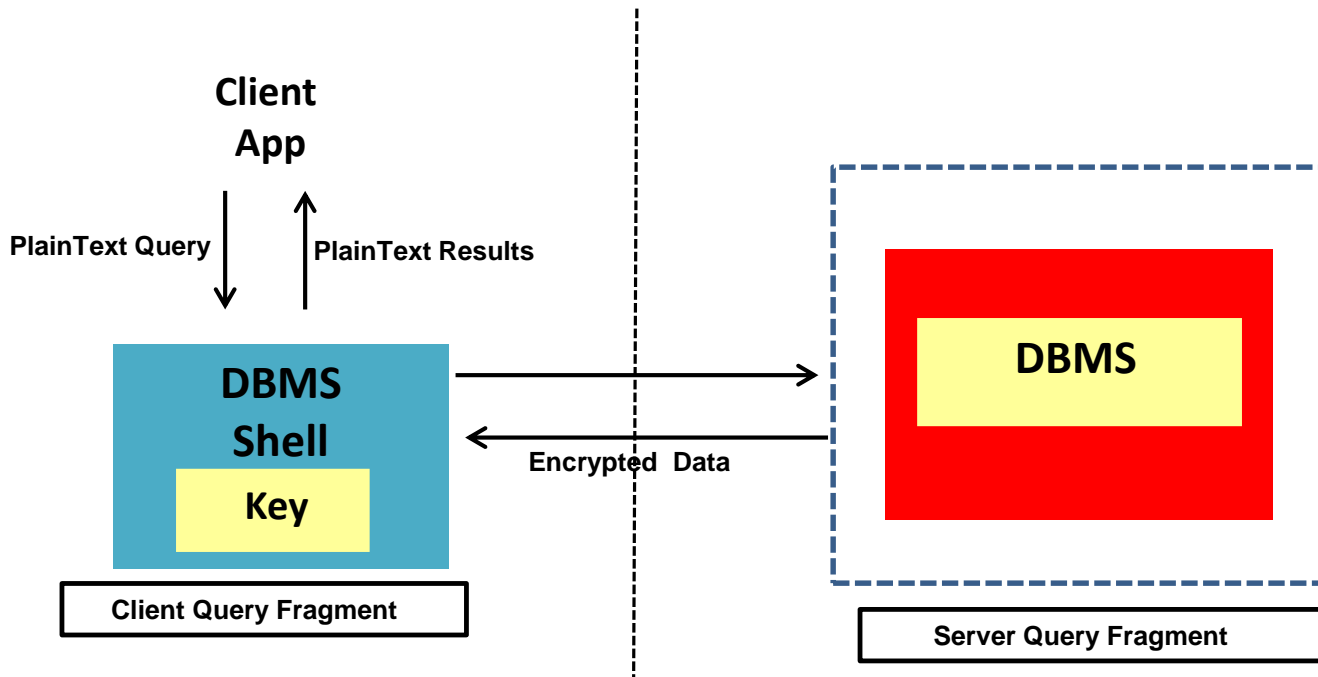 Client
App
PlainText Query
PlainText Results
DBMS
Shell
Key
Client Query Fragment
Encrypted Data
DBMS
Server Query Fragment